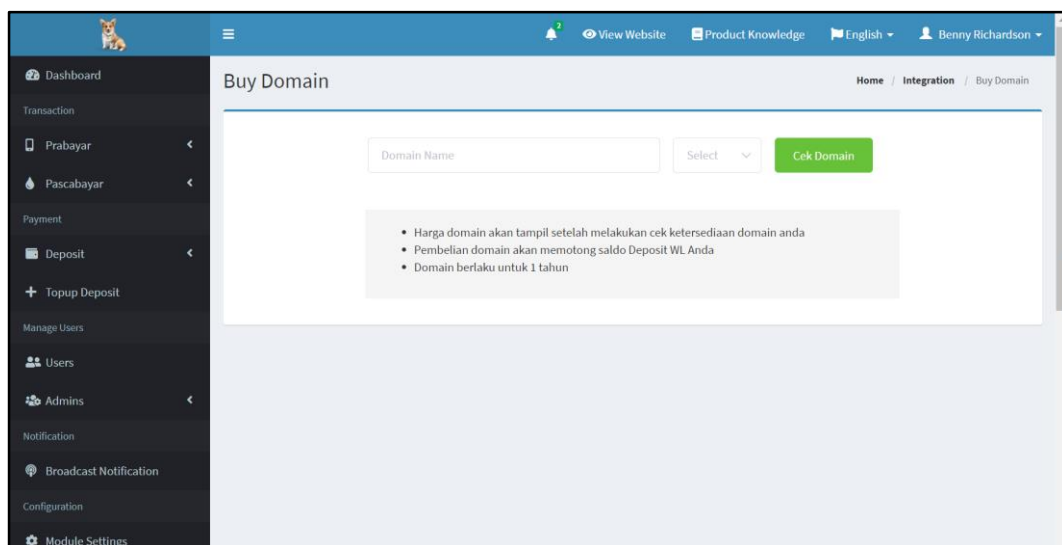 2
View Website
Product Knowledge
English
Benny Richardson
Dashboard
Transaction
Prabayar
Pascabayar
Payment
Deposit
Topup Deposit
Manage Users
Users
Admins
Notification
Broadcast Notification
Configuration
Module Settings
Buy Domain
Home / Integration / Buy Domain
Domain Name
Select
Cek Domain
• Harga domain akan tampil setelah melakukan cek ketersediaan domain anda
• Pembelian domain akan memotong saldo Deposit WL Anda
• Domain berlaku untuk 1 tahun